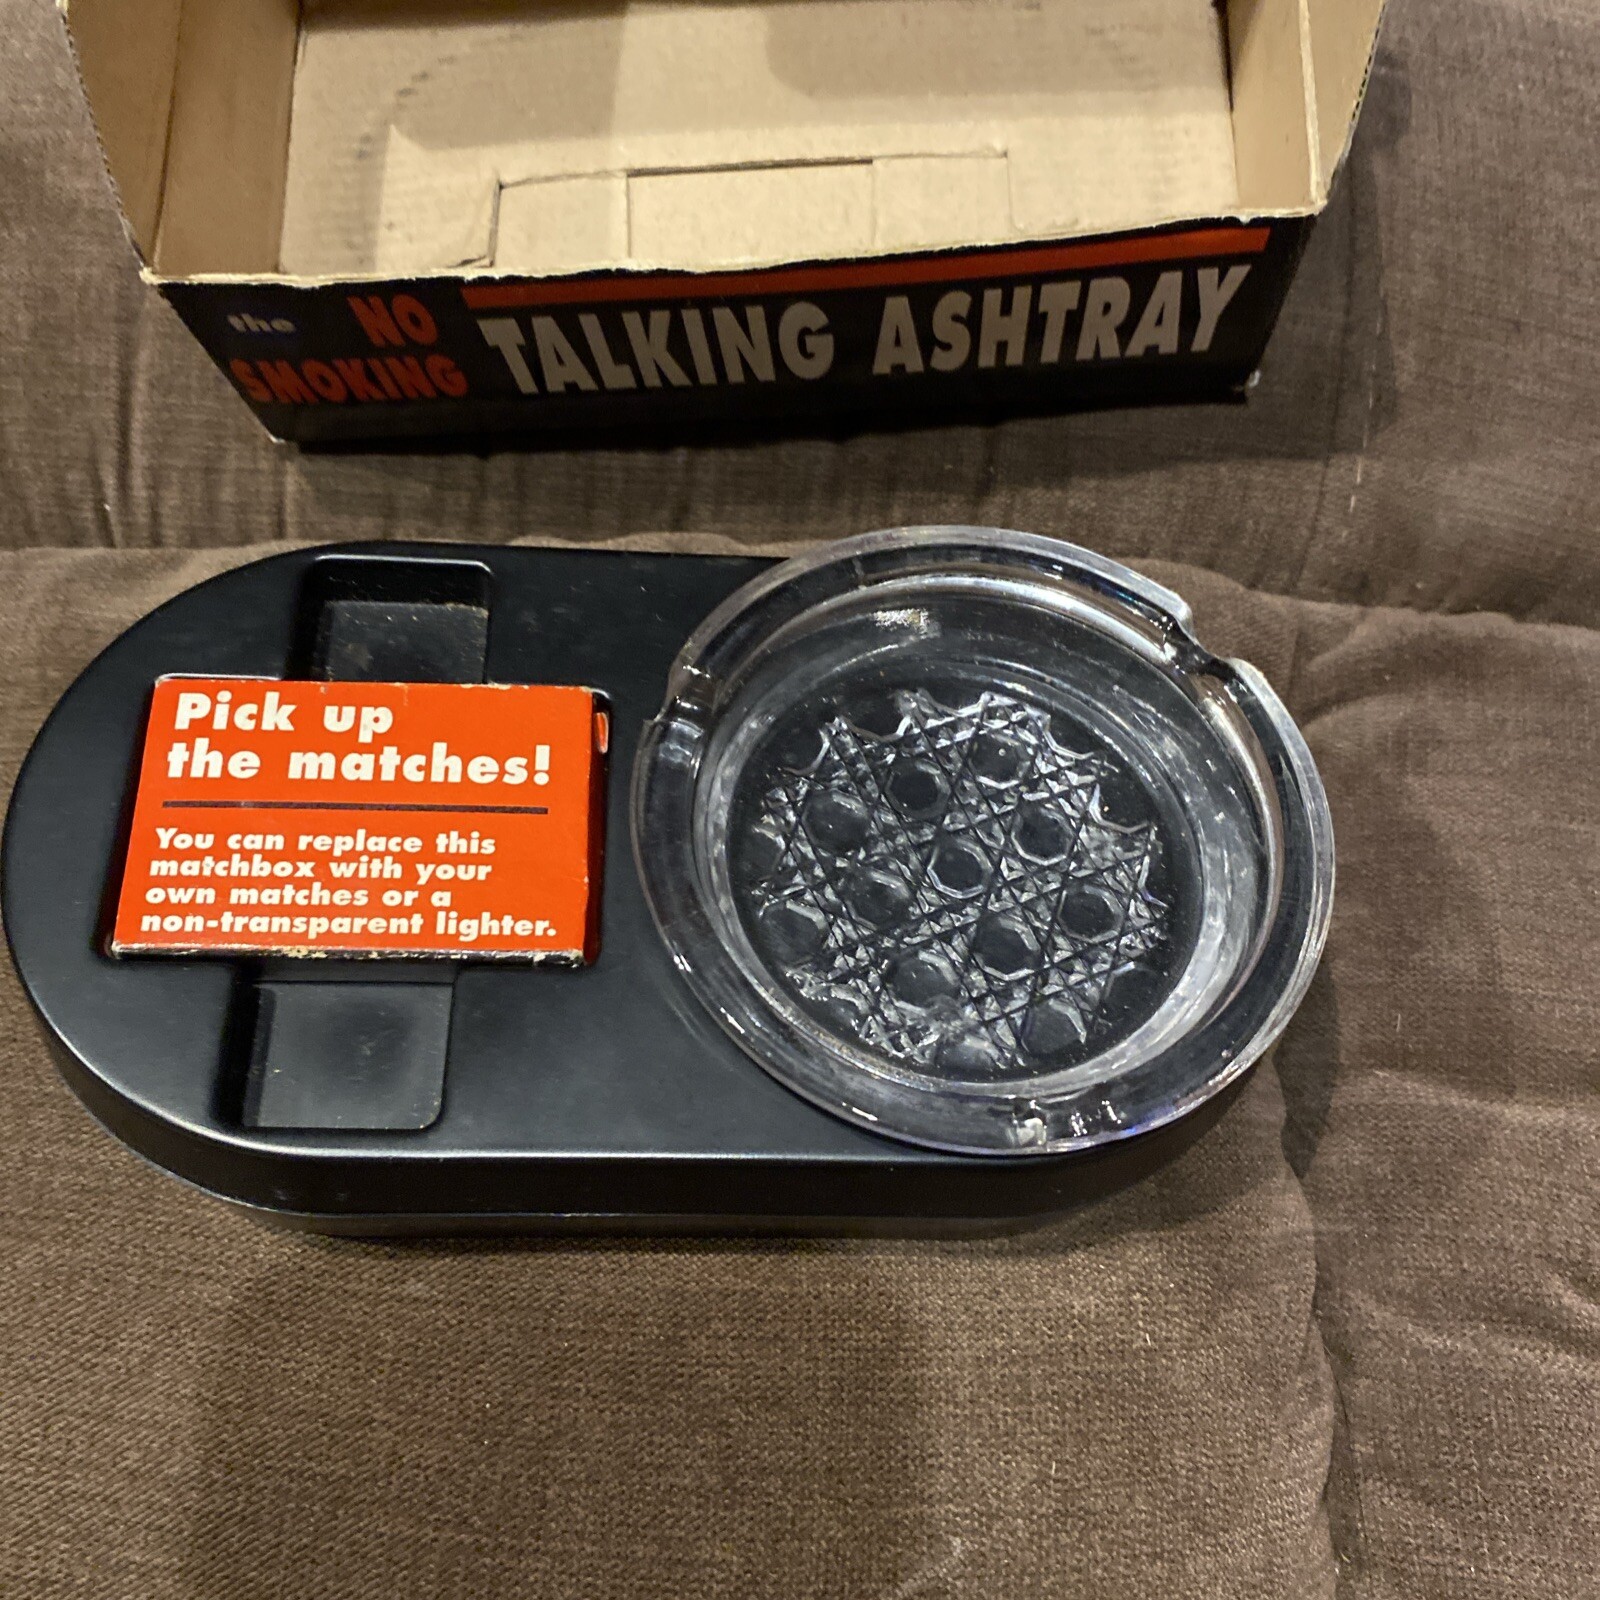 the NO SMOKING TALKING ASHTRAY
Pick up
the matches!
You can replace this
matchbox with your
own matches or a
non-transparent lighter.